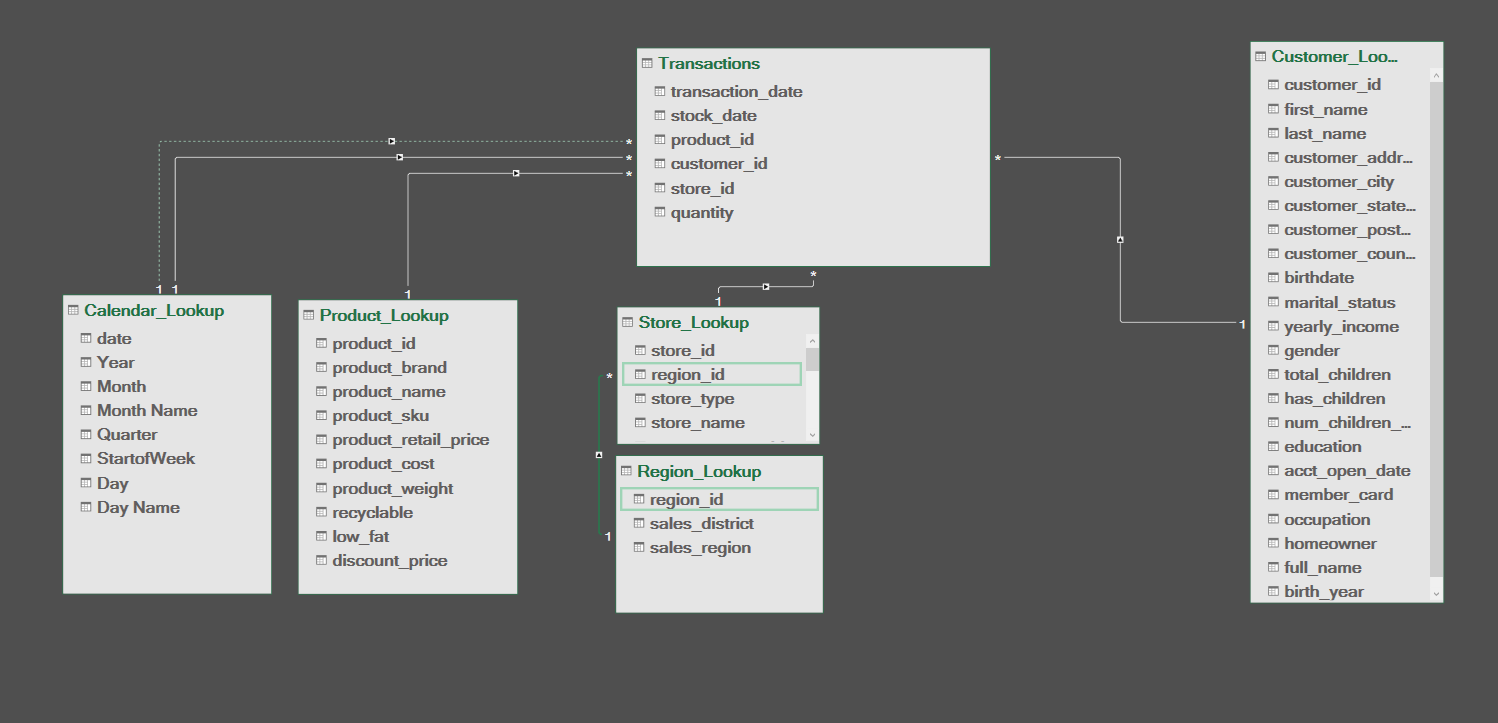 Transactions
transaction_date
stock_date
product_id
customer_id
store_id
quantity
*
*
*
*
*
1
1
1
1
1
Calendar_Lookup
date
Year
Month
Month Name
Quarter
StartofWeek
Day
Day Name
Product_Lookup
product_id
product_brand
product_name
product_sku
product_retail_price
product_cost
product_weight
recyclable
low_fat
discount_price
Store_Lookup
store_id
region_id
store_type
store_name
*
1
Region_Lookup
region_id
sales_district
sales_region
Customer_Loo...
customer_id
first_name
last_name
customer_addr...
customer_city
customer_state...
customer_post...
customer_coun...
birthdate
marital_status
yearly_income
gender
total_children
has_children
num_children_...
education
acct_open_date
member_card
occupation
homeowner
full_name
birth_year